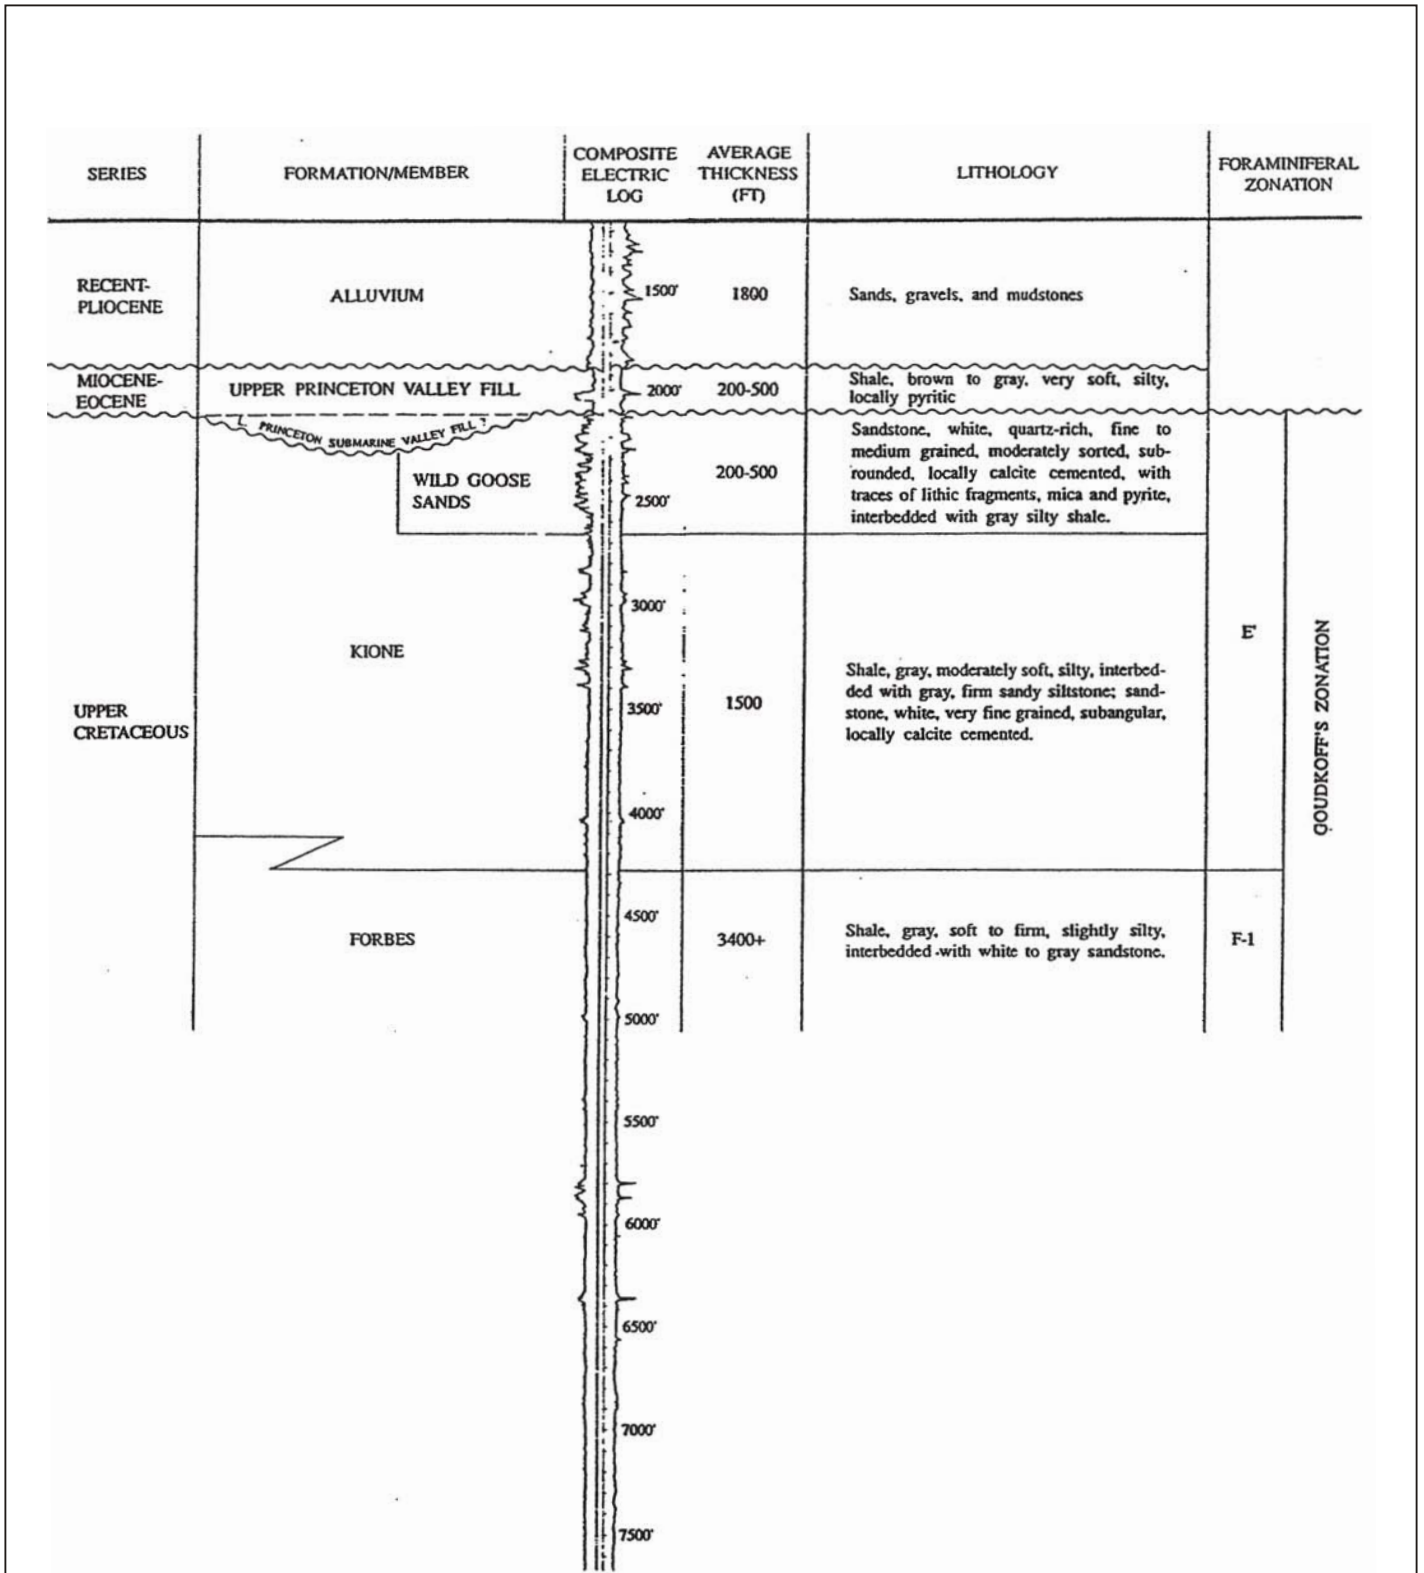 SERIES
FORMATION/MEMBER
COMPOSITE
ELECTRIC
LOG
AVERAGE
THICKNESS
(FT)
LITHOLOGY
FORAMINIFERAL
ZONATION
RECENT-
PLIOCENE
ALLUVIUM
1500'
1800
Sands, gravels, and mudstones
MIOCENE-
EOCENE
UPPER PRINCETON VALLEY FILL
2000'
200-500
Shale, brown to gray, very soft, silty,
locally pyritic
PRINCETON SUBMARINE VALLEY FILL ?
WILD GOOSE
SANDS
2500'
200-500
Sandstone, white, quartz-rich, fine to
medium grained, moderately sorted, sub-
rounded, locally calcite cemented, with
traces of lithic fragments, mica and pyrite,
interbedded with gray silty shale.
UPPER
CRETACEOUS
KIONE
3000'
3500'
4000'
1500
Shale, gray, moderately soft, silty, interbed-
ded with gray, firm sandy siltstone; sand-
stone, white, very fine grained, subangular,
locally calcite cemented.
E'
GOUDKOFF'S ZONATION
FORBES
4500'
3400+
Shale, gray, soft to firm, slightly silty,
interbedded with white to gray sandstone.
F-1
5000'
5500'
6000'
6500'
7000'
7500'